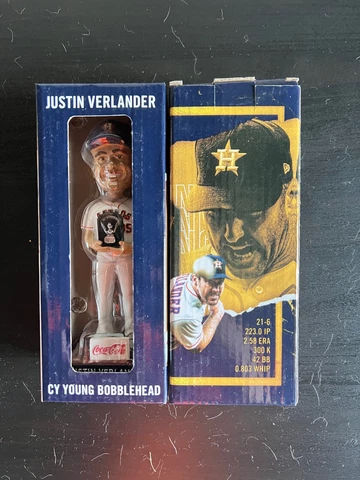 JUSTIN VERLANDER
Coca-Cola
CY YOUNG BOBBLEHEAD
H
21-6
223.0 IP
2.58 ERA
300 K
42 BB
0.803 WHIP